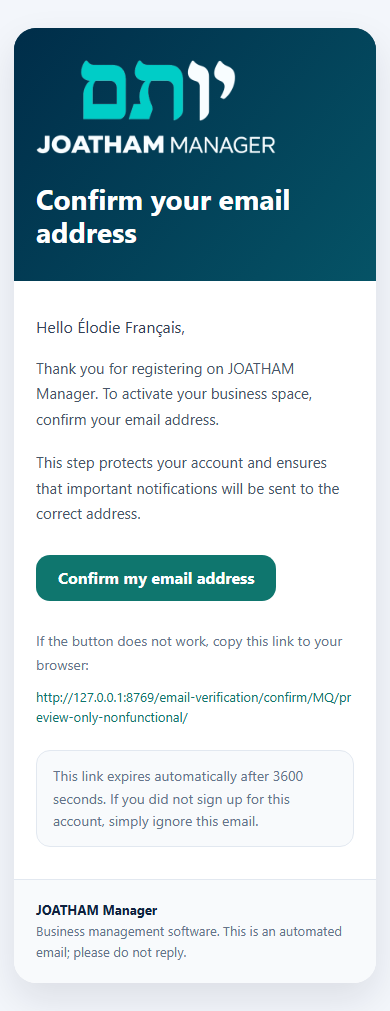 יותם
JOATHAM MANAGER
Confirm your email
address
Hello Élodie Français,
Thank you for registering on JOATHAM
Manager. To activate your business space,
confirm your email address.
This step protects your account and ensures
that important notifications will be sent to the
correct address.
Confirm my email address
If the button does not work, copy this link to your
browser:
http://127.0.0.1:8769/email-verification/confirm/MQ/pr
eview-only-nonfunctional/
This link expires automatically after 3600
seconds. If you did not sign up for this
account, simply ignore this email.
JOATHAM Manager
Business management software. This is an automated
email; please do not reply.